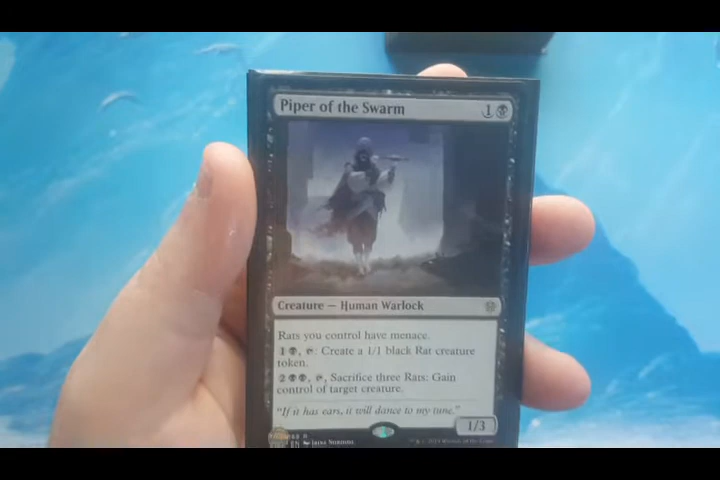 Piper of the Swarm 1
Creature — Human Warlock
Rats you control have menace.
1, : Create a 1/1 black Rat creature
token.
2, , Sacrifice three Rats: Gain
control of target creature.
"If it has ears, it will dance to my tune."
1/3
EN